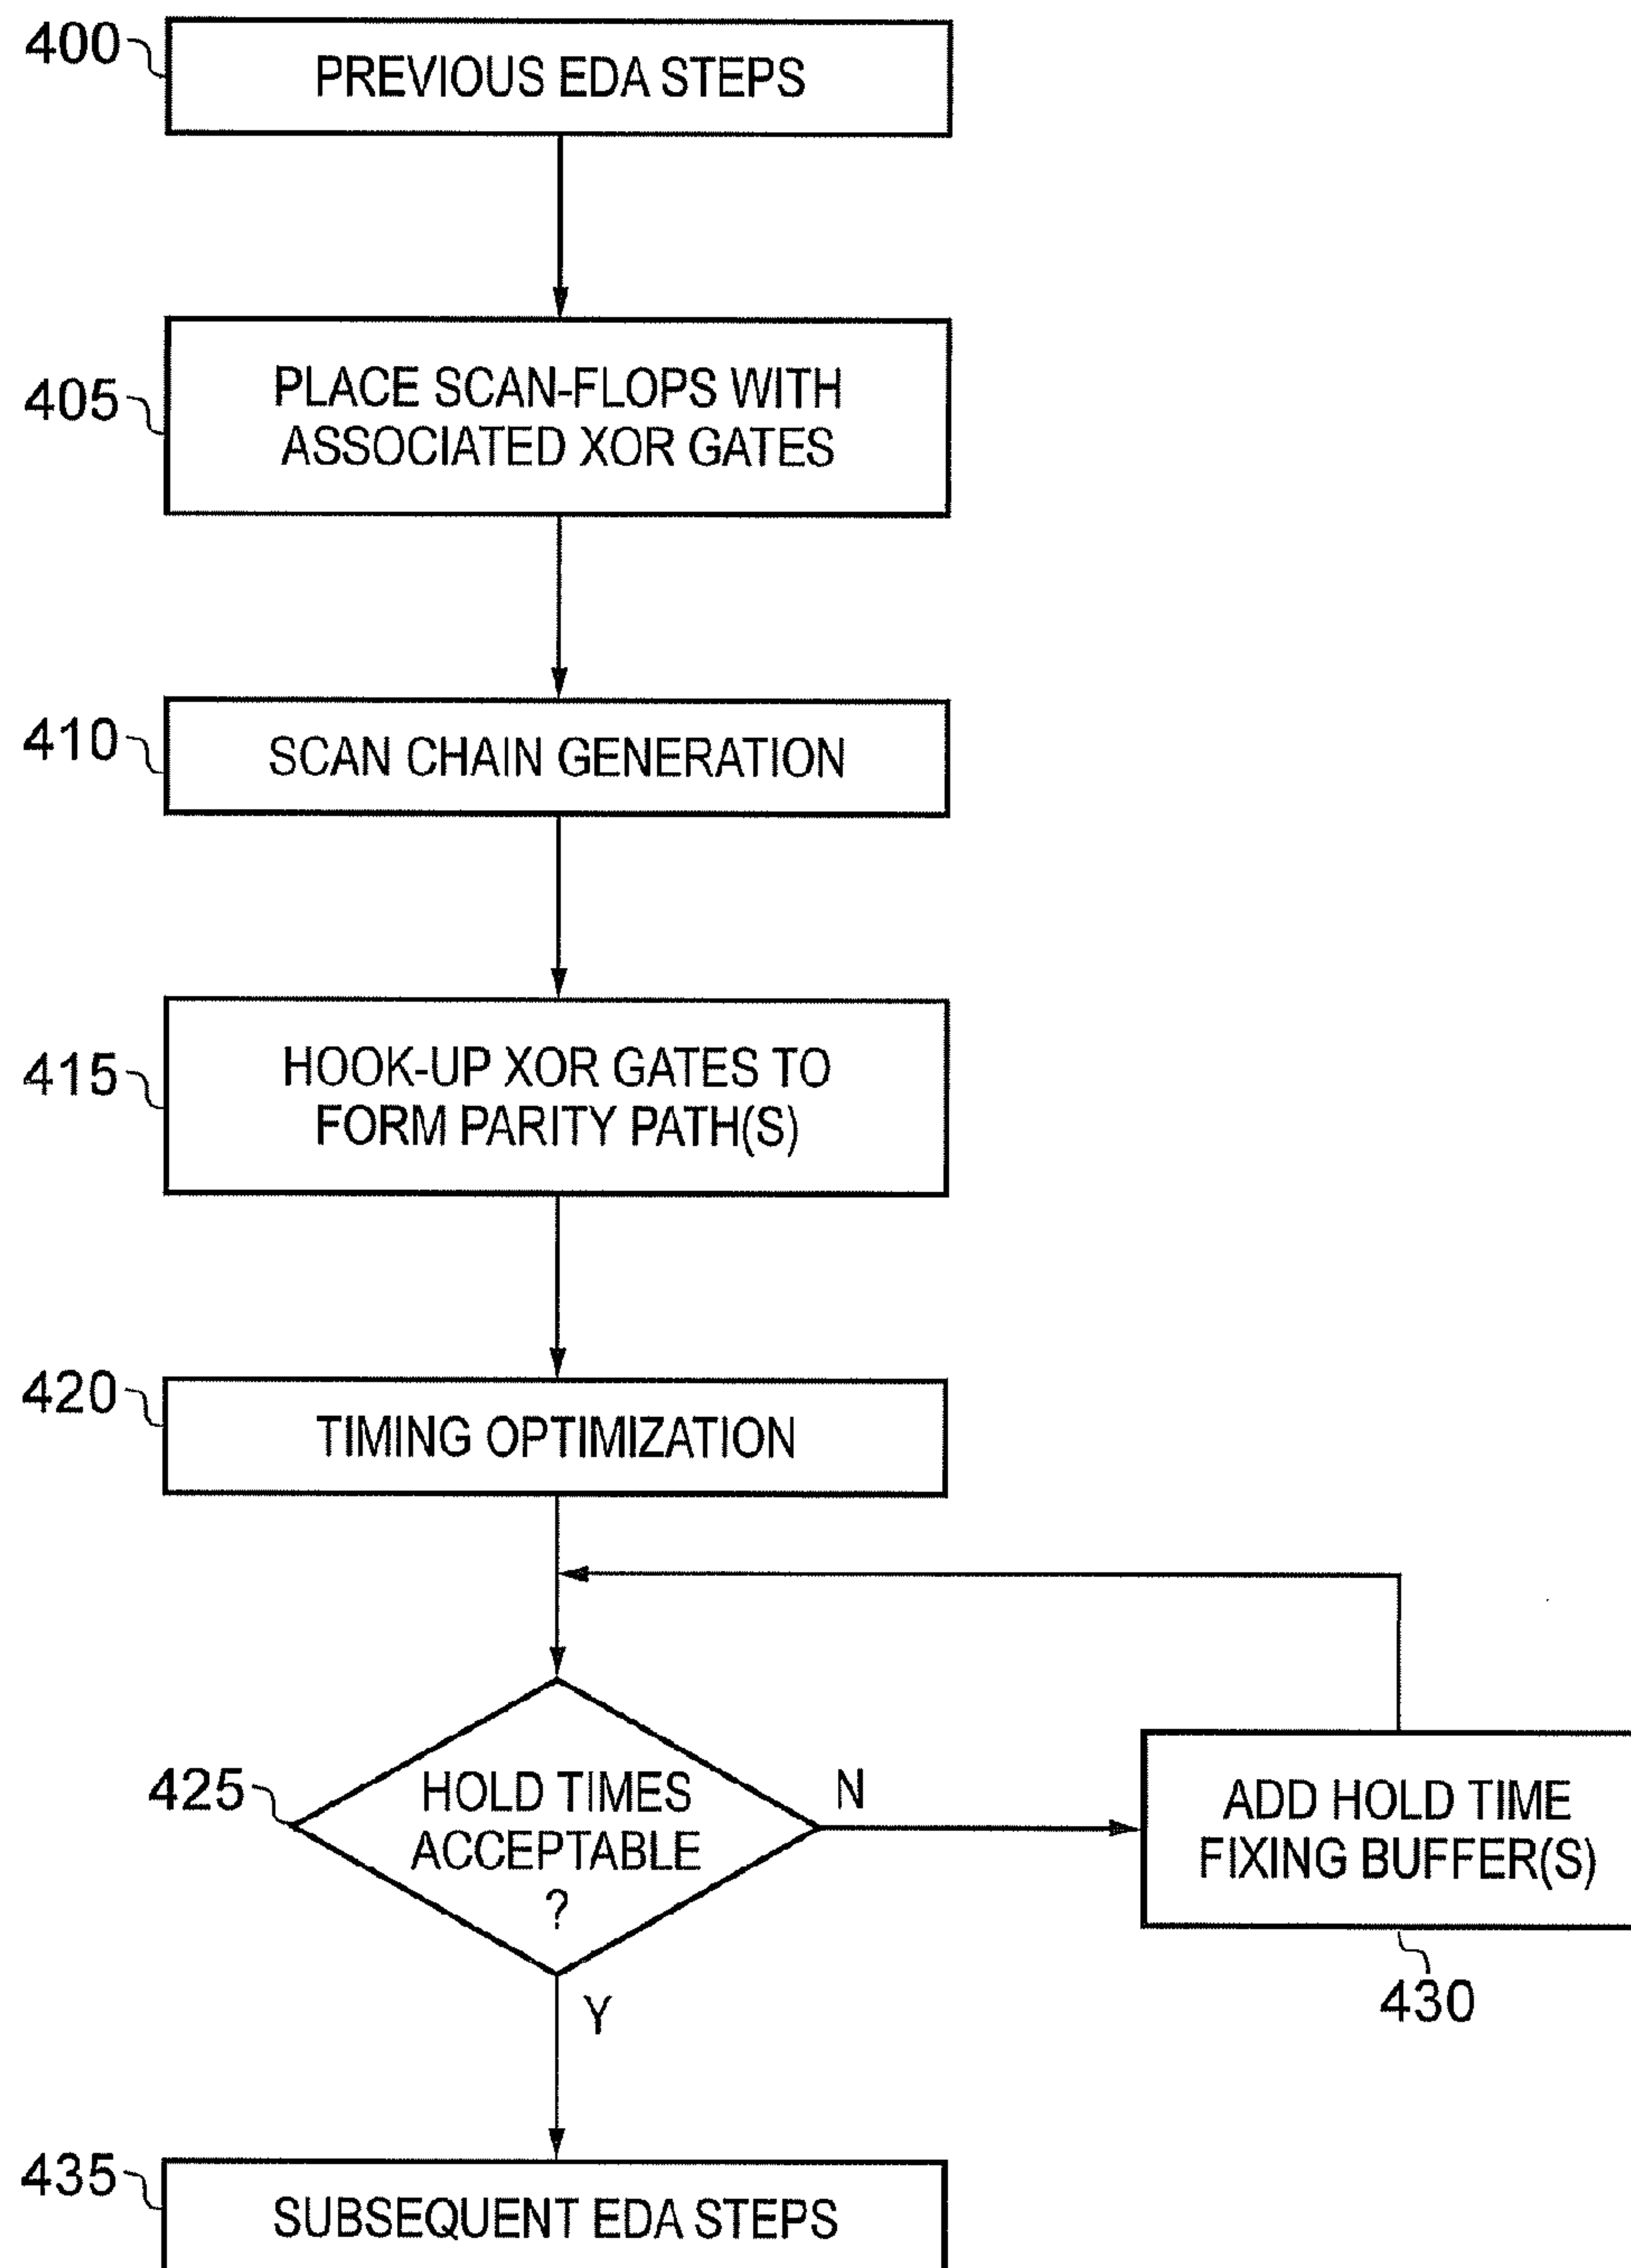 400
PREVIOUS EDA STEPS
405
PLACE SCAN-FLOPS WITH
ASSOCIATED XOR GATES
410
SCAN CHAIN GENERATION
415
HOOK-UP XOR GATES TO
FORM PARITY PATH(S)
420
TIMING OPTIMIZATION
425
HOLD TIMES
ACCEPTABLE
?
N
ADD HOLD TIME
FIXING BUFFER(S)
430
Y
435
SUBSEQUENT EDA STEPS